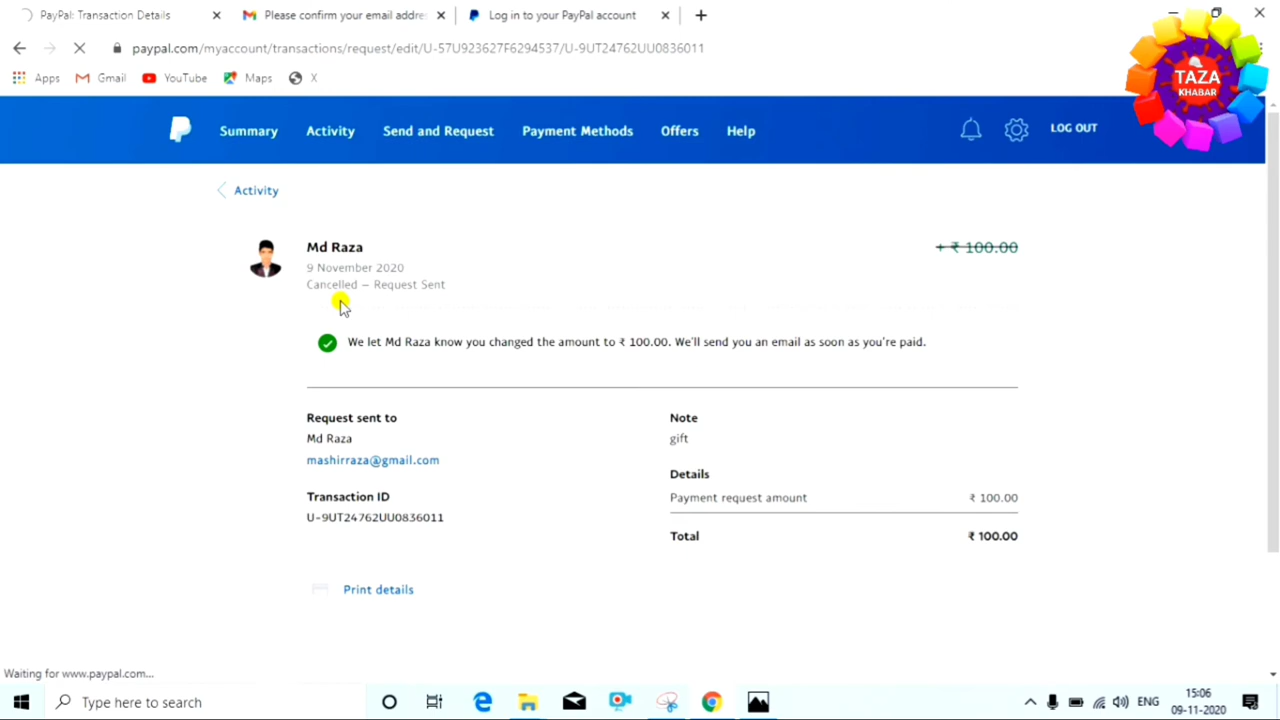 PayPal: Transaction Details
Please confirm your email addre
Log in to your PayPal account
paypal.com/myaccount/transactions/request/edit/U-57U923627F6294537/U-9UT24762UU0836011
Apps
Gmail
YouTube
Maps
X
TAZA
KHABAR
Summary
Activity
Send and Request
Payment Methods
Offers
Help
LOG OUT
Activity
Md Raza
+ ₹ 100.00
9 November 2020
Cancelled – Request Sent
We let Md Raza know you changed the amount to ₹ 100.00. We'll send you an email as soon as you're paid.
Request sent to
Md Raza
mashirraza@gmail.com
Transaction ID
U-9UT24762UU0836011
Note
gift
Details
Payment request amount ₹ 100.00
Total ₹ 100.00
Print details
Waiting for www.paypal.com...
Type here to search
ENG
15:06
09-11-2020